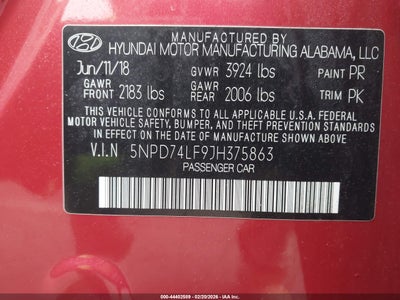 MANUFACTURED BY
HYUNDAI MOTOR MANUFACTURING ALABAMA, LLC
Jun/11/18 GVWR 3924 lbs PAINT PR
GAWR FRONT 2183 lbs GAWR REAR 2006 lbs TRIM PK
THIS VEHICLE CONFORMS TO ALL APPLICABLE U.S.A. FEDERAL
MOTOR VEHICLE SAFETY, BUMPER, AND THEFT PREVENTION
STANDARDS IN EFFECT ON THE DATE OF MANUFACTURE SHOWN ABOVE.
V.I.N 5NPD74LF9JH375863
PASSENGER CAR
000-44402589 - 02/20/2026 - IAA, Inc.